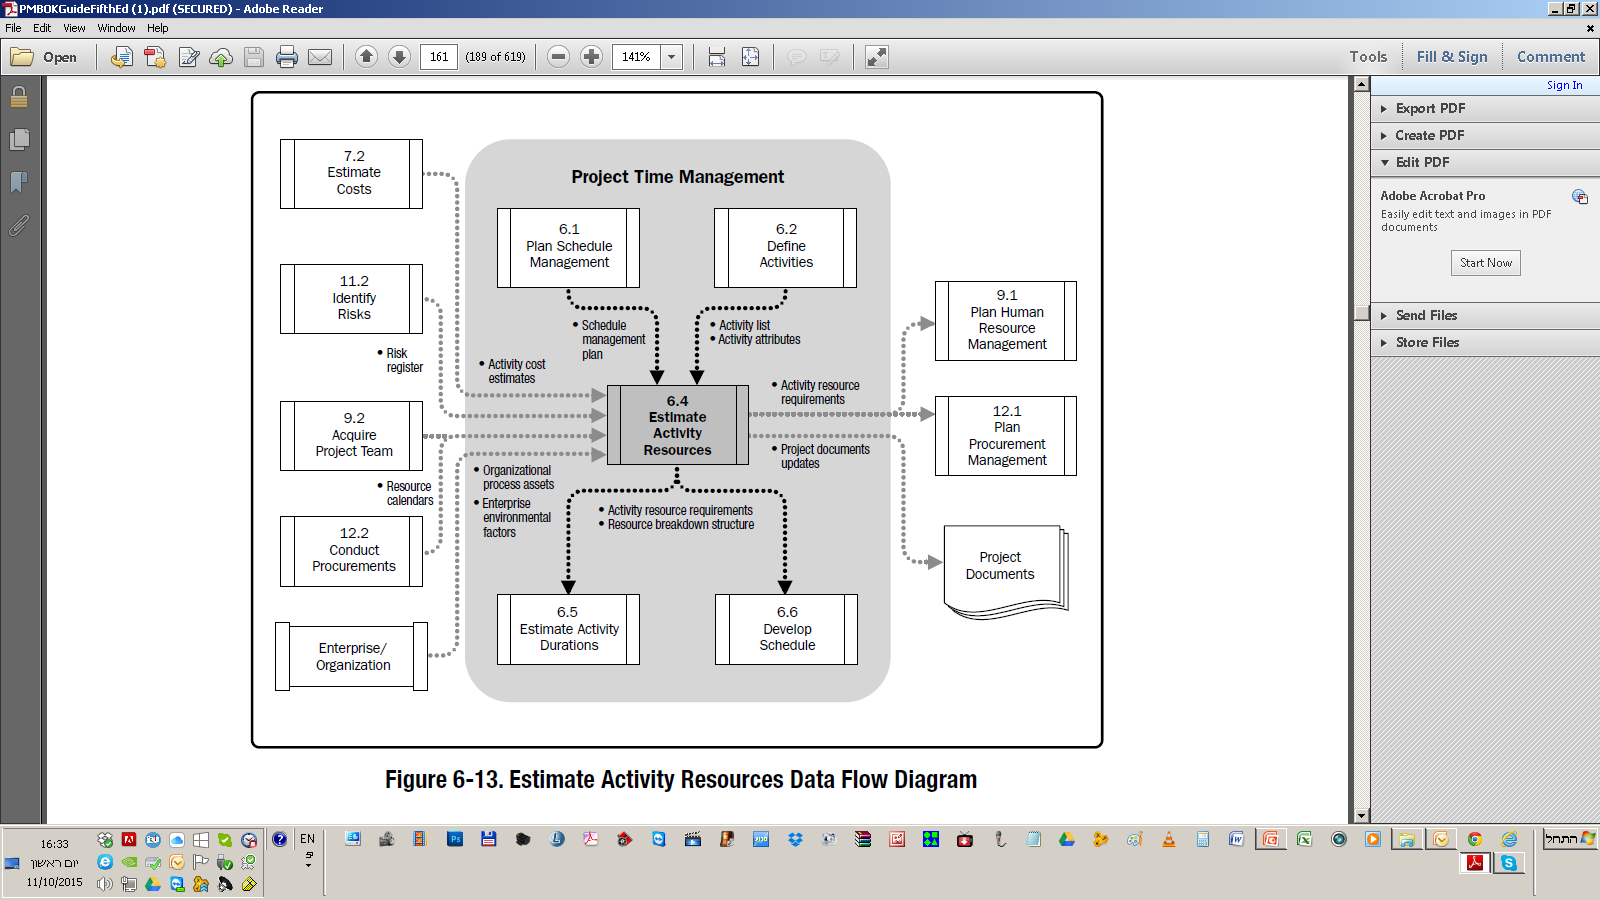 PMBOKGuideFifthEd (1).pdf (SECURED) - Adobe Reader
File Edit View Window Help
Open
161 (189 of 619)
141%
Tools
Fill & Sign
Comment
Sign In
Export PDF
Create PDF
Edit PDF
Adobe Acrobat Pro
Easily edit text and images in PDF
documents
Start Now
Send Files
Store Files
Project Time Management
7.2
Estimate
Costs
11.2
Identify
Risks
• Risk
register
9.2
Acquire
Project Team
• Resource
calendars
12.2
Conduct
Procurements
Enterprise/
Organization
6.1
Plan Schedule
Management
6.2
Define
Activities
• Schedule
management
plan
• Activity list
• Activity attributes
• Activity cost
estimates
6.4
Estimate
Activity
Resources
• Activity resource
requirements
• Project documents
updates
• Organizational
process assets
• Enterprise
environmental
factors
• Activity resource requirements
• Resource breakdown structure
6.5
Estimate Activity
Durations
6.6
Develop
Schedule
9.1
Plan Human
Resource
Management
12.1
Plan
Procurement
Management
Project
Documents
Figure 6-13. Estimate Activity Resources Data Flow Diagram
16:33
יום ראשון
11/10/2015
EN
התחל